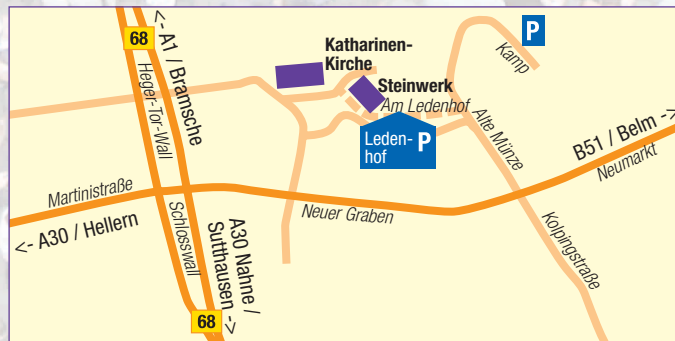 68
<- A1 / Bramsche
Heger-Tor-Wall
Katharinen-
Kirche
Steinwerk
Am Ledenhof
Leden-
hof
P
P
Kamp
Alte Münze
B51 / Belm ->
Neumarkt
Martinistraße
<- A30 / Hellern
Schlosswall
A30 Nahne /
Sutthausen ->
Neuer Graben
Kolpingstraße
68